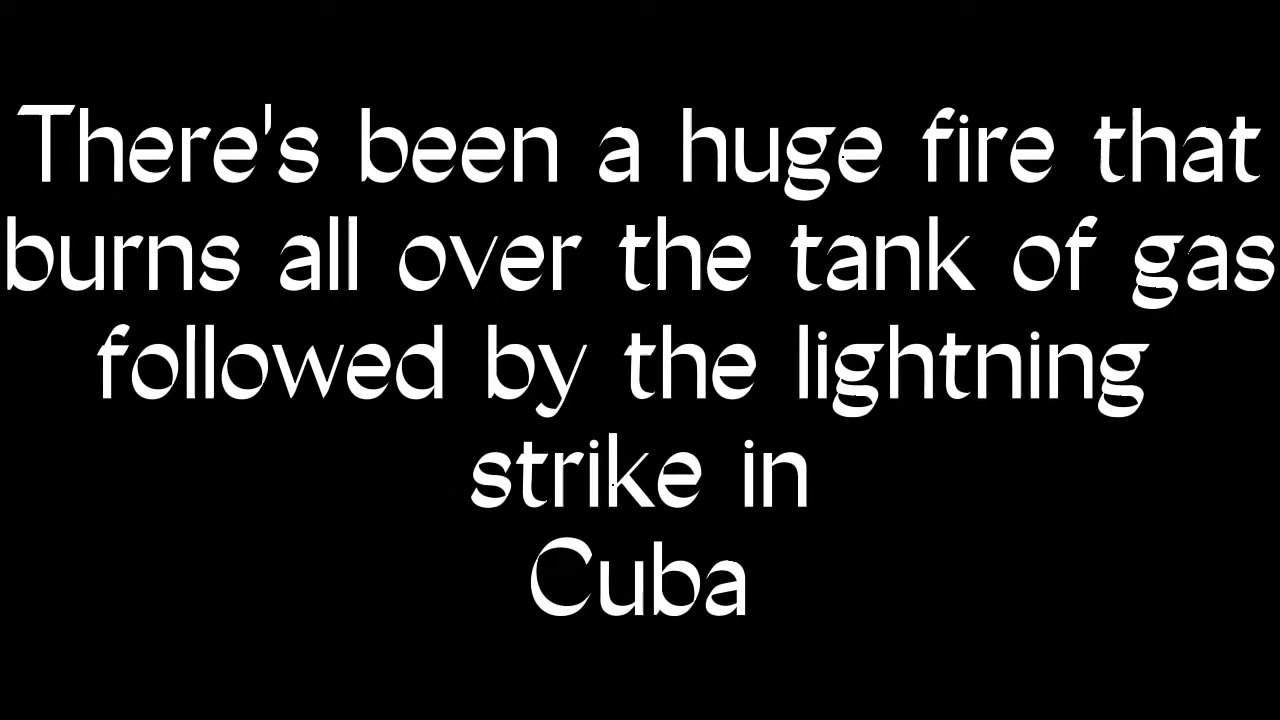 There's been a huge fire that
burns all over the tank of gas
followed by the lightning
strike in
Cuba